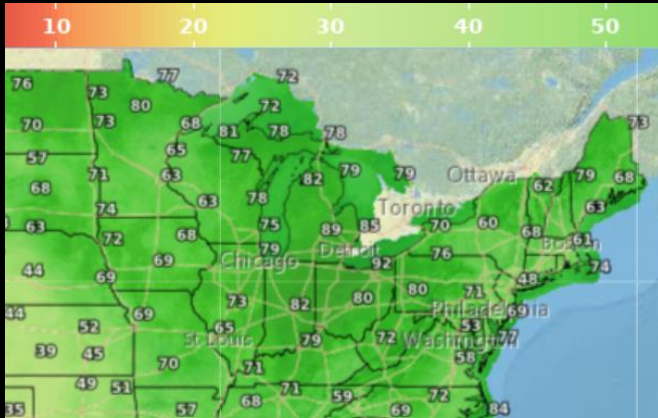 10 20 30 40 50
77 72
76 73 80 72 73
70 73 68 81 78 78
57 65 77 79 79 Ottawa 79 68
68 71 63 82 62
74 63 78 Toronto 63
63 72 68 75 89 85 70 60 68 61
79 Detroit 76 Boston
44 69 69 Chicago 92 74
44 69 73 82 80 80 71 48
52 65 Philadelphia 69
39 45 St Louis 79 72 Washington 53 77
70 71 58
49 51 71 59 72
35 57 68 69 84